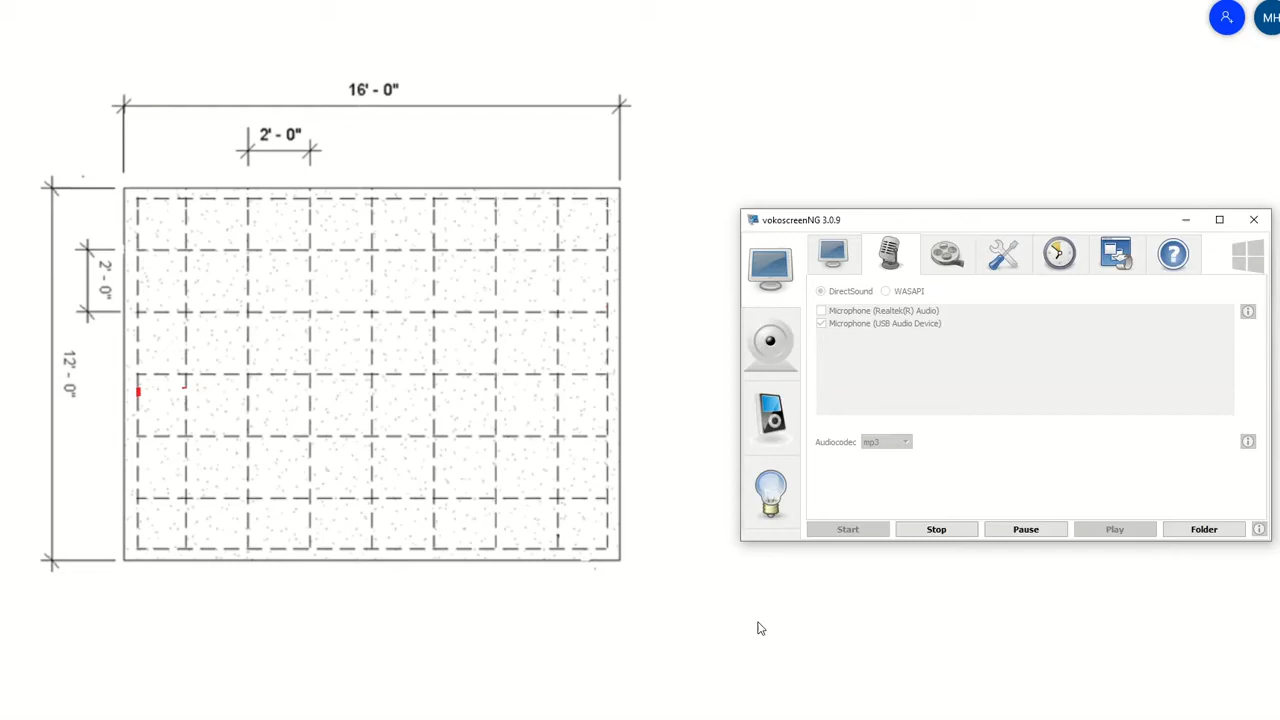 MH
16' - 0"
2' - 0"
2' - 0"
12' - 0"
vokoscreenNG 3.0.9
DirectSound WASAPI
Microphone (Realtek(R) Audio)
Microphone (USB Audio Device)
Audiocodec mp3
Start Stop Pause Play Folder